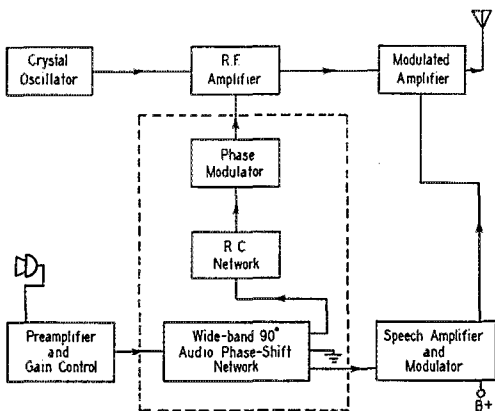 Crystal
Oscillator
R.F.
Amplifier
Modulated
Amplifier
Phase
Modulator
R C
Network
Preamplifier
and
Gain Control
Wide-band 90°
Audio Phase-Shift
Network
Speech Amplifier
and
Modulator
B+